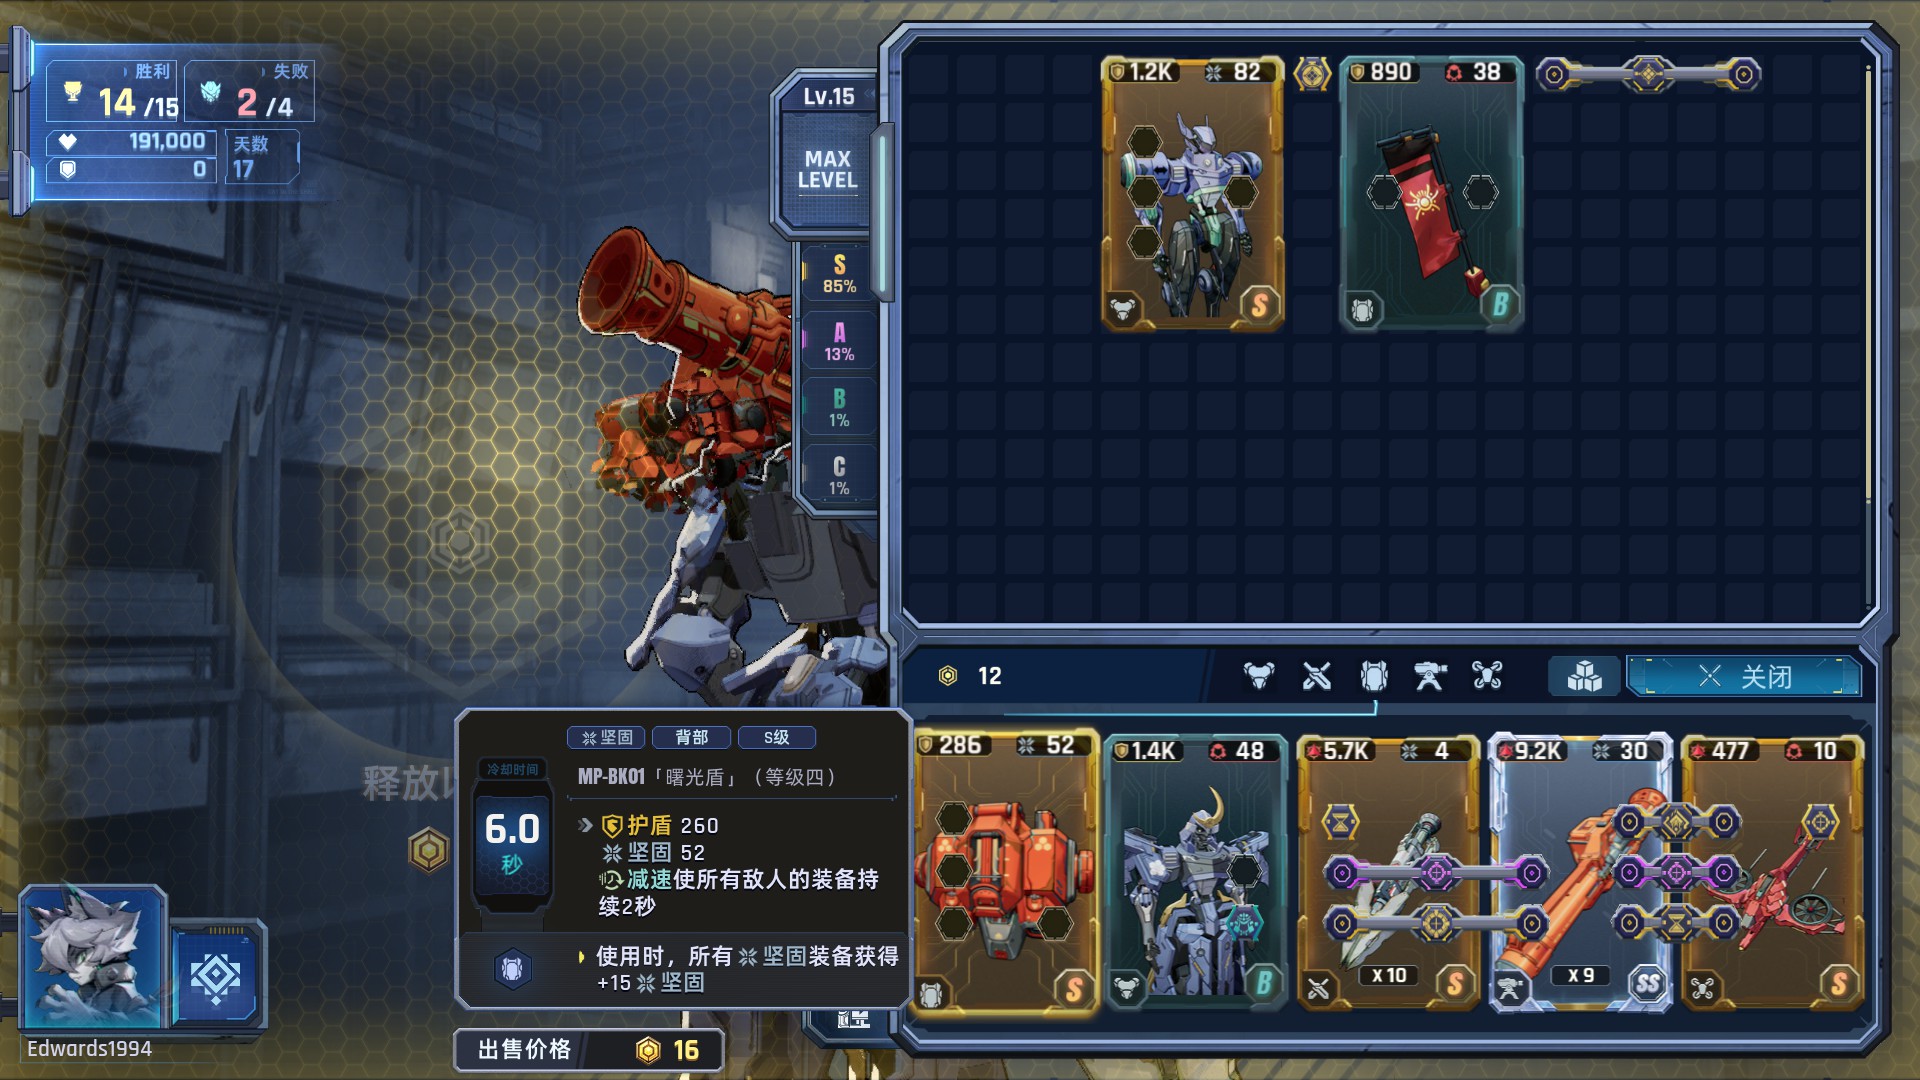 胜利
14 /15
失败
2 /4
191,000
0
天数
17
Lv.15
MAX
LEVEL
S
85%
A
13%
B
1%
C
1%
1.2K
82
S
890
38
B
12
关闭
286
52
S
1.4K
48
B
5.7K
4
x10
S
9.2K
30
x9
SS
477
10
S
释放
坚固
背部
S级
冷却时间
6.0
秒
MP-BK01「曙光盾」（等级四）
护盾 260
坚固 52
减速使所有敌人的装备持
续2秒
使用时，所有坚固装备获得
+15坚固
出售价格
16
Edwards1994